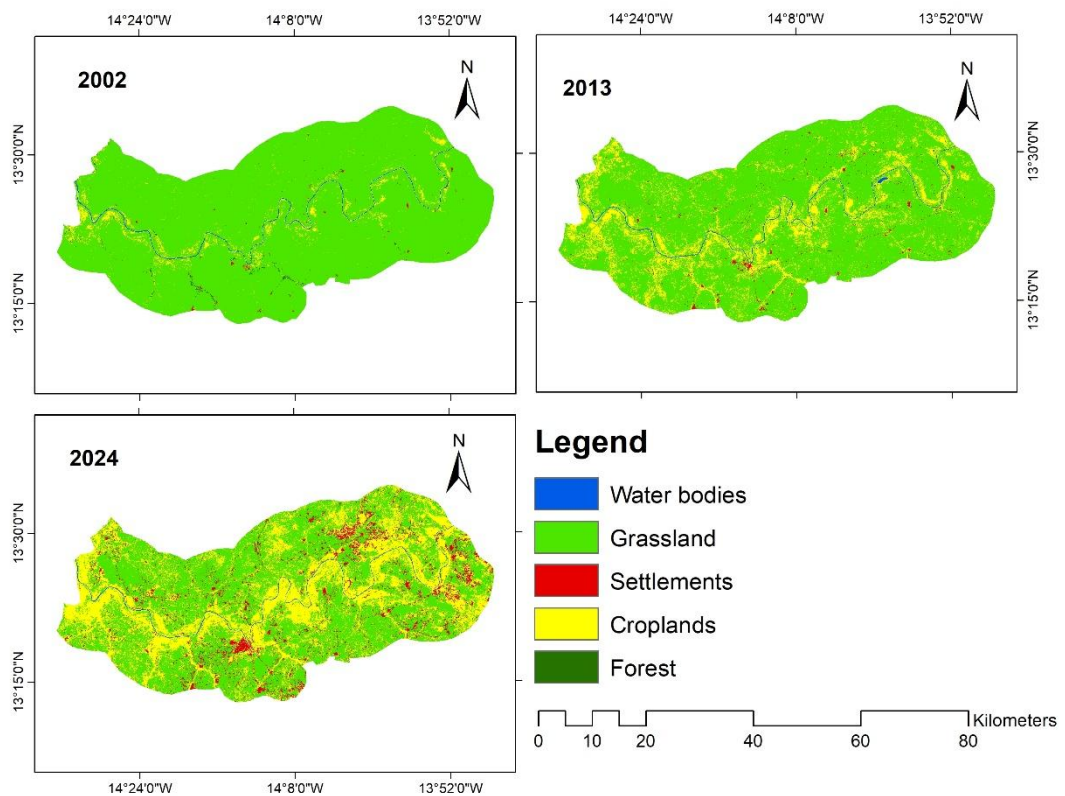 14°24'0"W 14°8'0"W 13°52'0"W
14°24'0"W 14°8'0"W 13°52'0"W
2002
N
2013
N
13°30'0"N
13°15'0"N
13°30'0"N
13°15'0"N
2024
N
13°30'0"N
13°15'0"N
14°24'0"W 14°8'0"W 13°52'0"W
Legend
Water bodies
Grassland
Settlements
Croplands
Forest
Kilometers
0 10 20 40 60 80